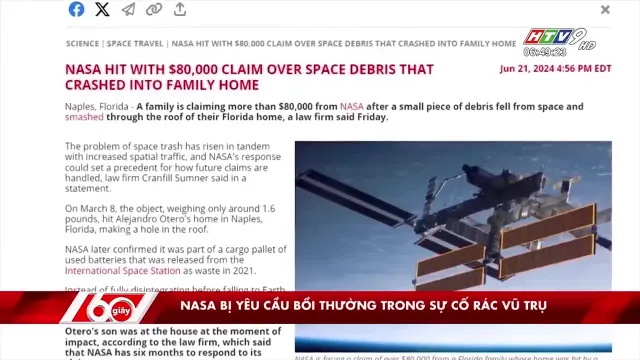 HTV9 HD
06:49:23
SCIENCE | SPACE TRAVEL | NASA HIT WITH $80,000 CLAIM OVER SPACE DEBRIS THAT CRASHED INTO FAMILY HOME
NASA HIT WITH $80,000 CLAIM OVER SPACE DEBRIS THAT
CRASHED INTO FAMILY HOME
Jun 21, 2024 4:56 PM EDT
Naples, Florida - A family is claiming more than $80,000 from NASA after a small piece of debris fell from space and
smashed through the roof of their Florida home, a law firm said Friday.
The problem of space trash has risen in tandem
with increased spatial traffic, and NASA's response
could set a precedent for how future claims are
handled, law firm Cranfill Sumner said in a
statement.
On March 8, the object, weighing only around 1.6
pounds, hit Alejandro Otero's home in Naples,
Florida, making a hole in the roof.
NASA later confirmed it was part of a cargo pallet of
used batteries that was released from the
International Space Station as waste in 2021.
Instead of fully disintegrating before falling to Earth
60 giây
NASA BỊ YÊU CẦU BỒI THƯỜNG TRONG SỰ CỐ RÁC VŨ TRỤ
Otero's son was at the house at the moment of
impact, according to the law firm, which said
that NASA has six months to respond to its
NASA is facing a claim of over $80,000 from a Florida family whose home was hit by a